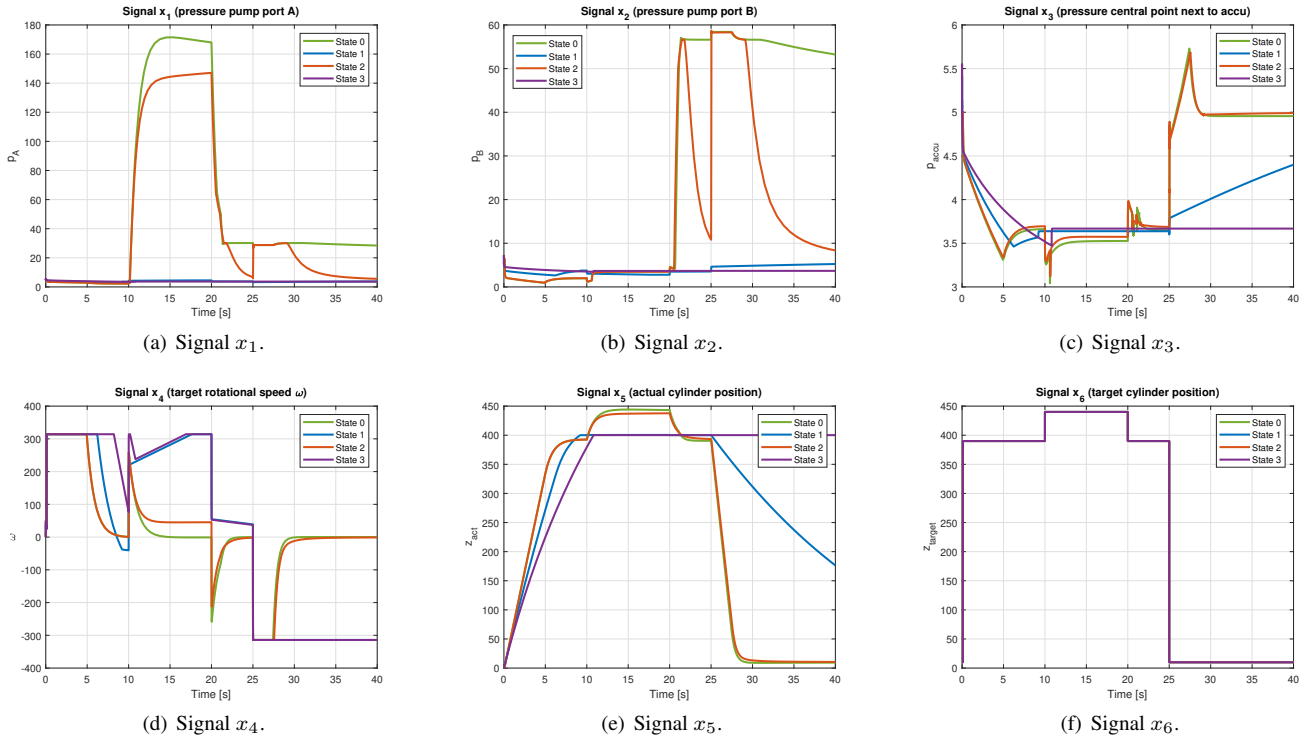 Signal x1 (pressure pump port A)
180
160
140
120
100
80
60
40
20
0
pA
0 5 10 15 20 25 30 35 40
Time [s]
State 0
State 1
State 2
State 3
(a) Signal x1.
Signal x2 (pressure pump port B)
60
50
40
30
20
10
0
pB
0 5 10 15 20 25 30 35 40
Time [s]
State 0
State 1
State 2
State 3
(b) Signal x2.
Signal x3 (pressure central point next to accu)
6
5.5
5
4.5
4
3.5
3
paccu
0 5 10 15 20 25 30 35 40
Time [s]
State 0
State 1
State 2
State 3
(c) Signal x3.
Signal x4 (target rotational speed ω)
400
300
200
100
0
-100
-200
-300
-400
ω
0 5 10 15 20 25 30 35 40
Time [s]
State 0
State 1
State 2
State 3
(d) Signal x4.
Signal x5 (actual cylinder position)
450
400
350
300
250
200
150
100
50
0
zact
0 5 10 15 20 25 30 35 40
Time [s]
State 0
State 1
State 2
State 3
(e) Signal x5.
Signal x6 (target cylinder position)
450
400
350
300
250
200
150
100
50
0
ztarget
0 5 10 15 20 25 30 35 40
Time [s]
State 0
State 1
State 2
State 3
(f) Signal x6.